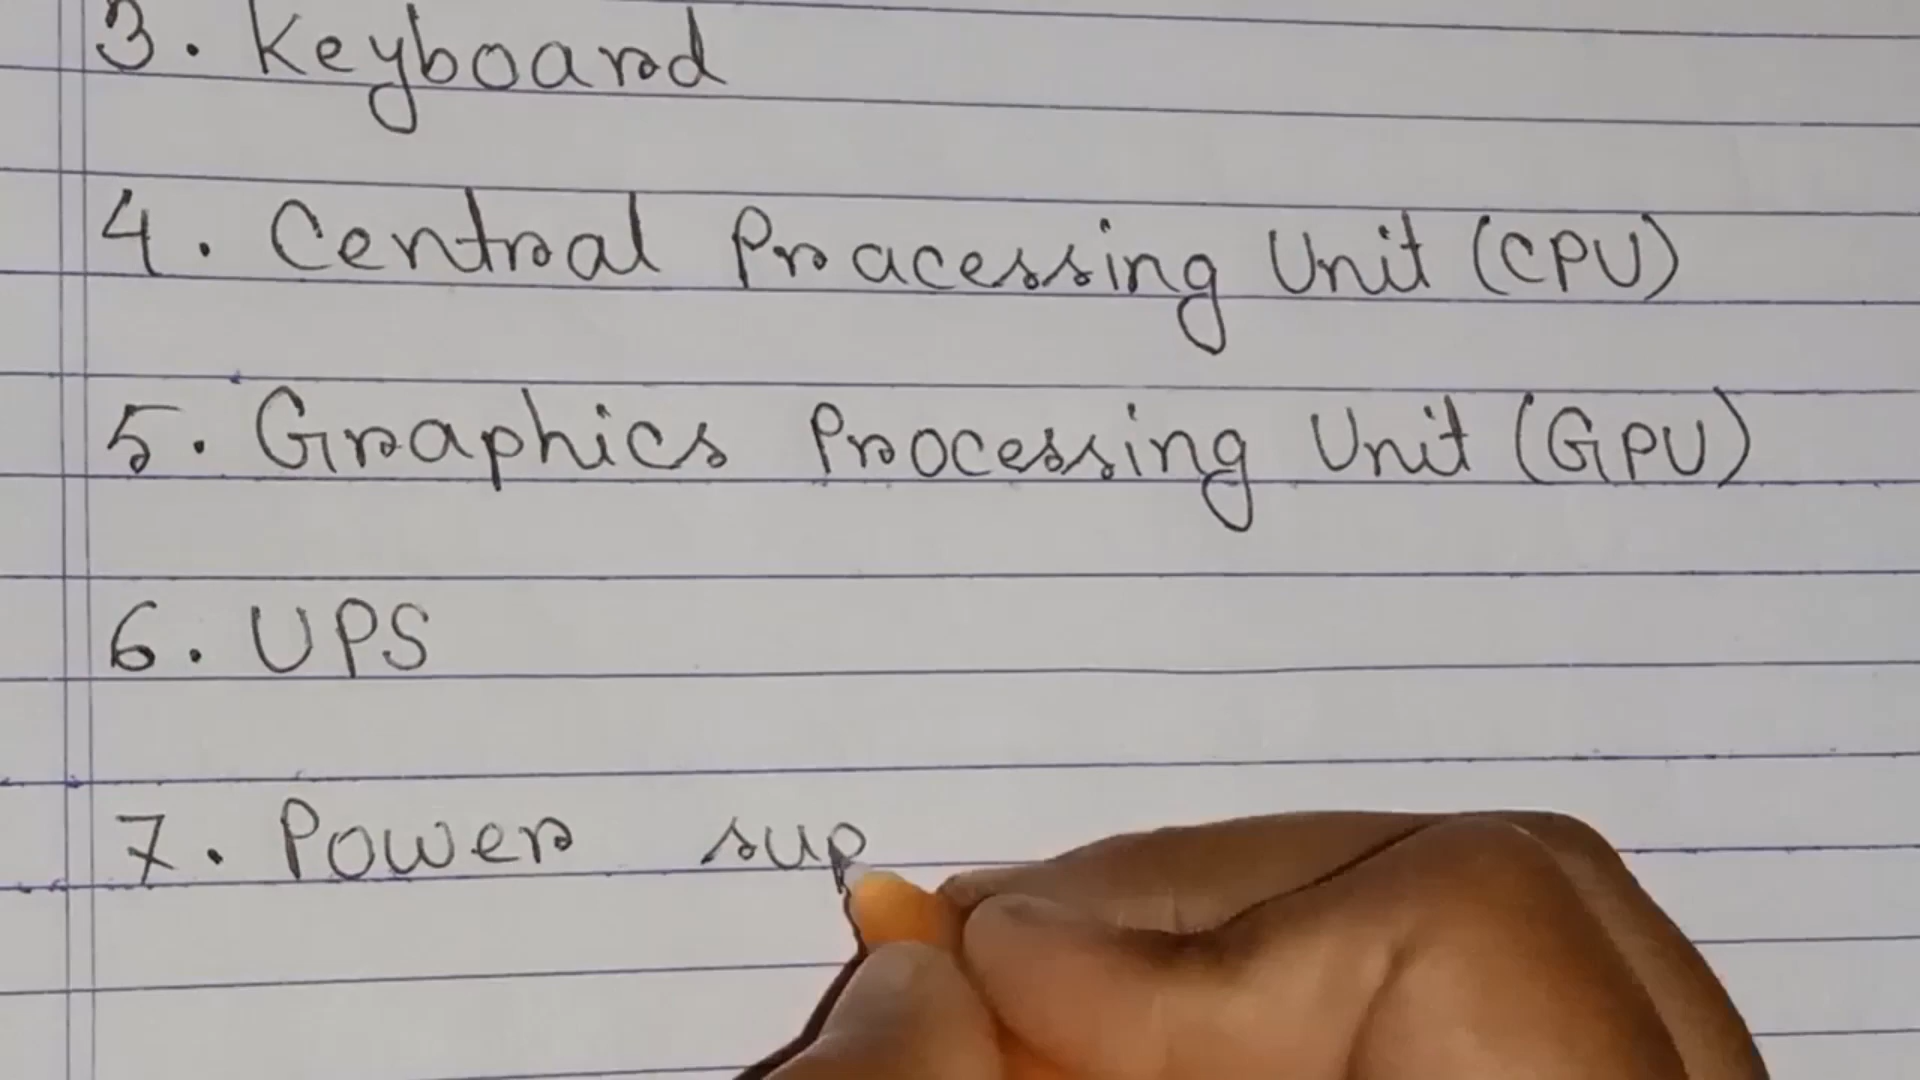 3. Keyboard
4. Central Pracessing Unit (CPU)
5. Graphics Processing Unit (GPU)
6. UPS
7. Power sup